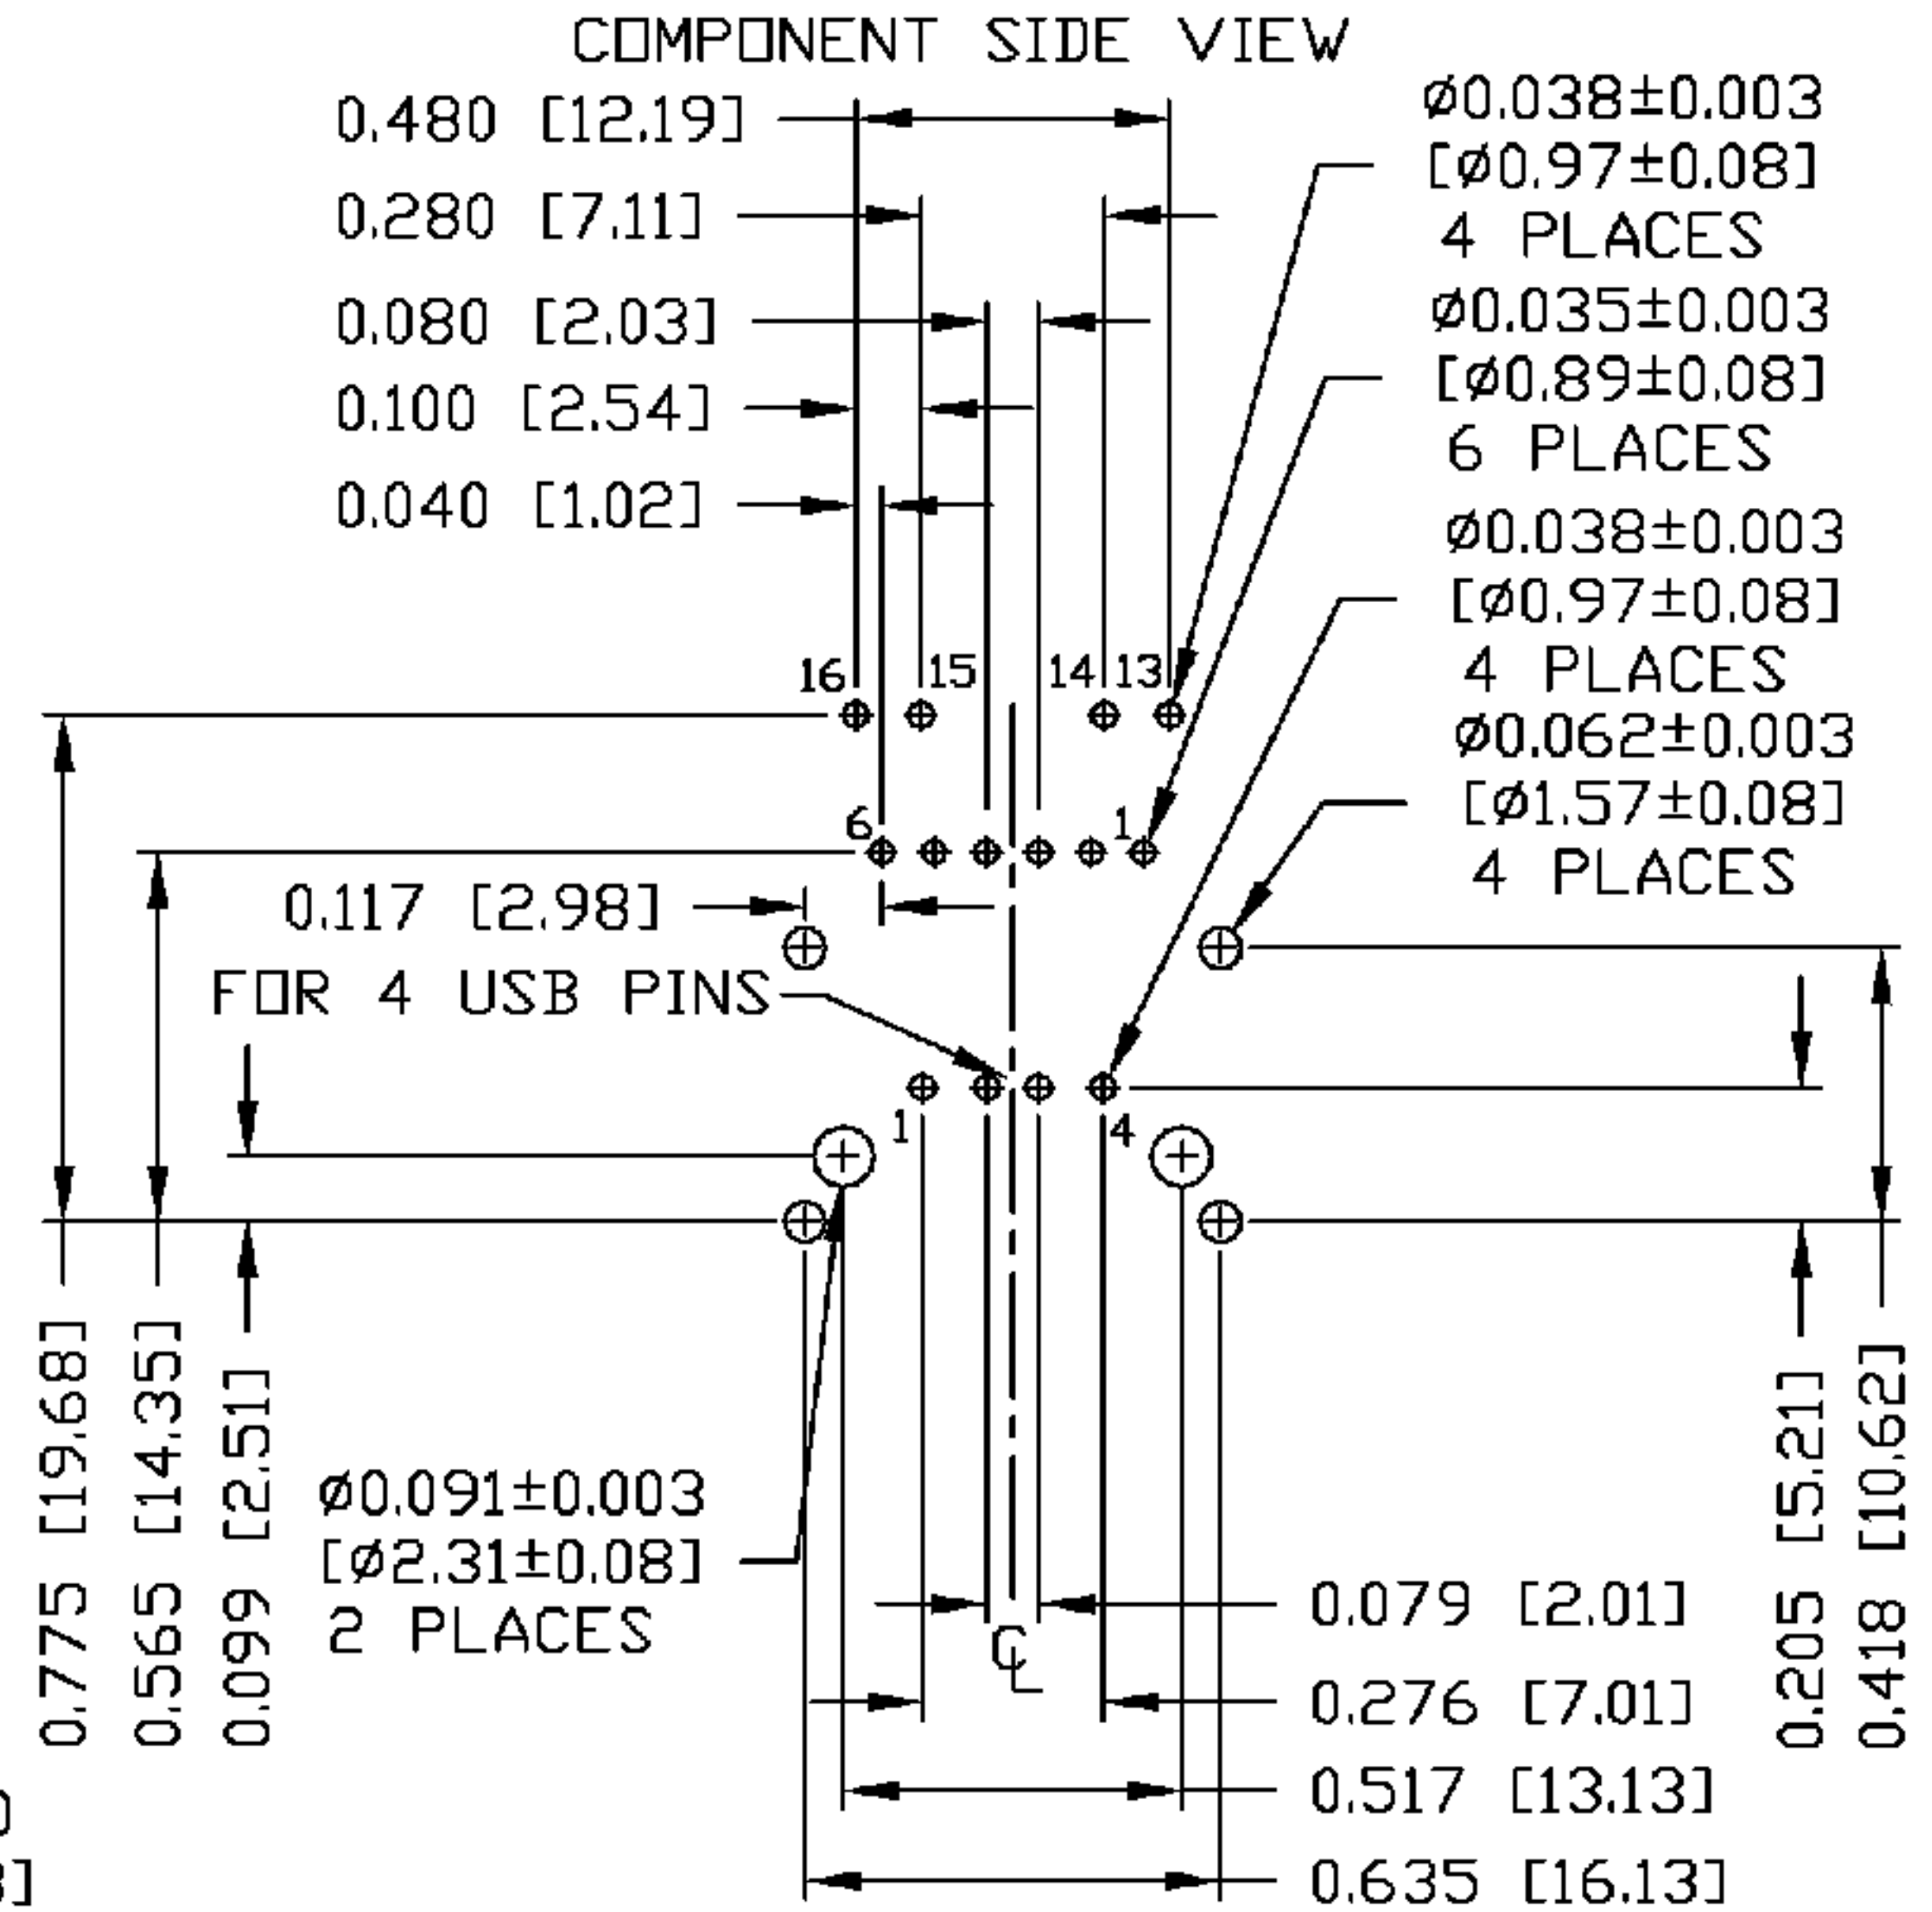 COMPONENT SIDE VIEW
0.480 [12.19]
0.280 [7.11]
0.080 [2.03]
0.100 [2.54]
0.040 [1.02]
Ø0.038±0.003
[Ø0.97±0.08]
4 PLACES
Ø0.035±0.003
[Ø0.89±0.08]
6 PLACES
Ø0.038±0.003
[Ø0.97±0.08]
4 PLACES
Ø0.062±0.003
[Ø1.57±0.08]
4 PLACES
16 15 14 13
6 1
0.117 [2.98]
FOR 4 USB PINS
1 4
0.775 [19.68]
0.565 [14.35]
0.099 [2.51]
Ø0.091±0.003
[Ø2.31±0.08]
2 PLACES
0.205 [5.21]
0.418 [10.62]
CL
0.079 [2.01]
0.276 [7.01]
0.517 [13.13]
0.635 [16.13]